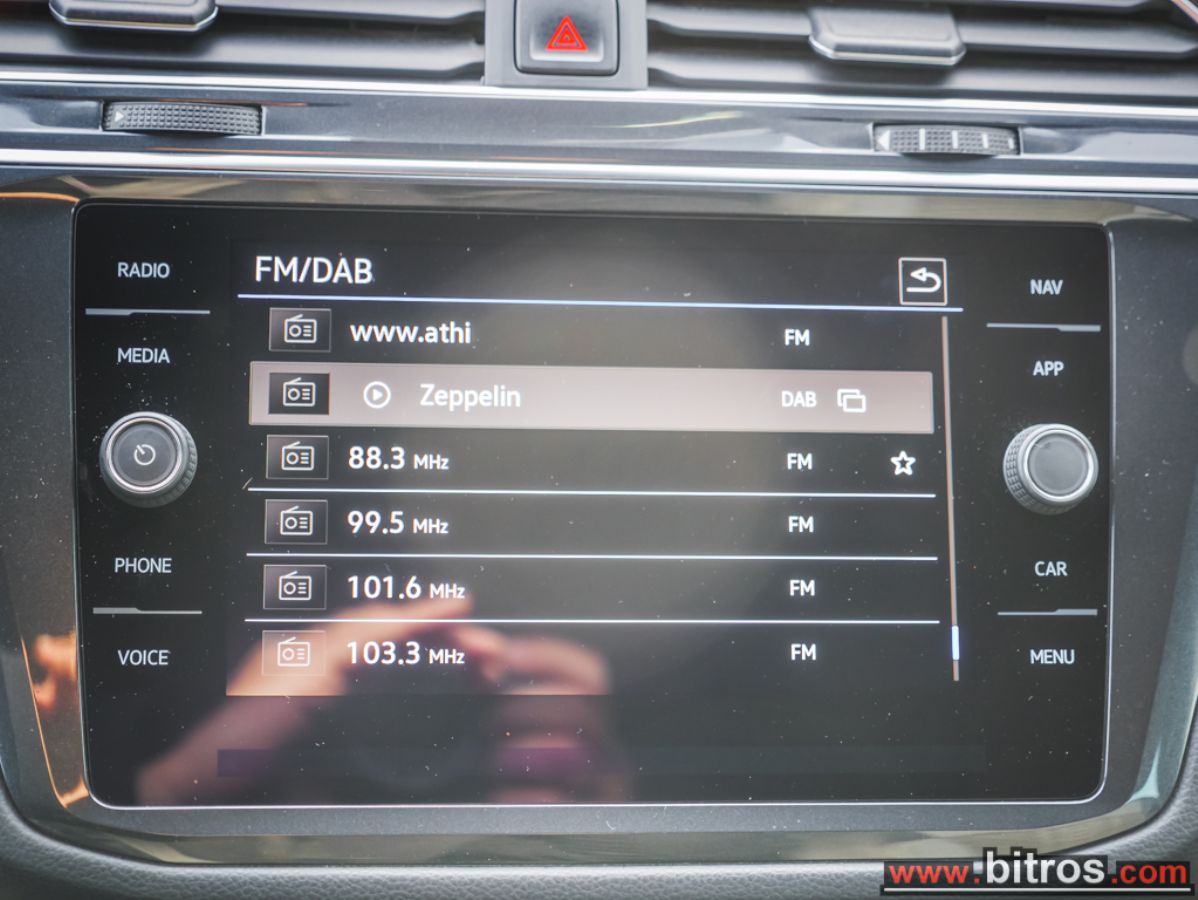 RADIO
MEDIA
PHONE
VOICE
FM/DAB
www.athi FM
Zeppelin DAB
88.3 MHz FM
99.5 MHz FM
101.6 MHz FM
103.3 MHz FM
NAV
APP
CAR
MENU
www.bitros.com